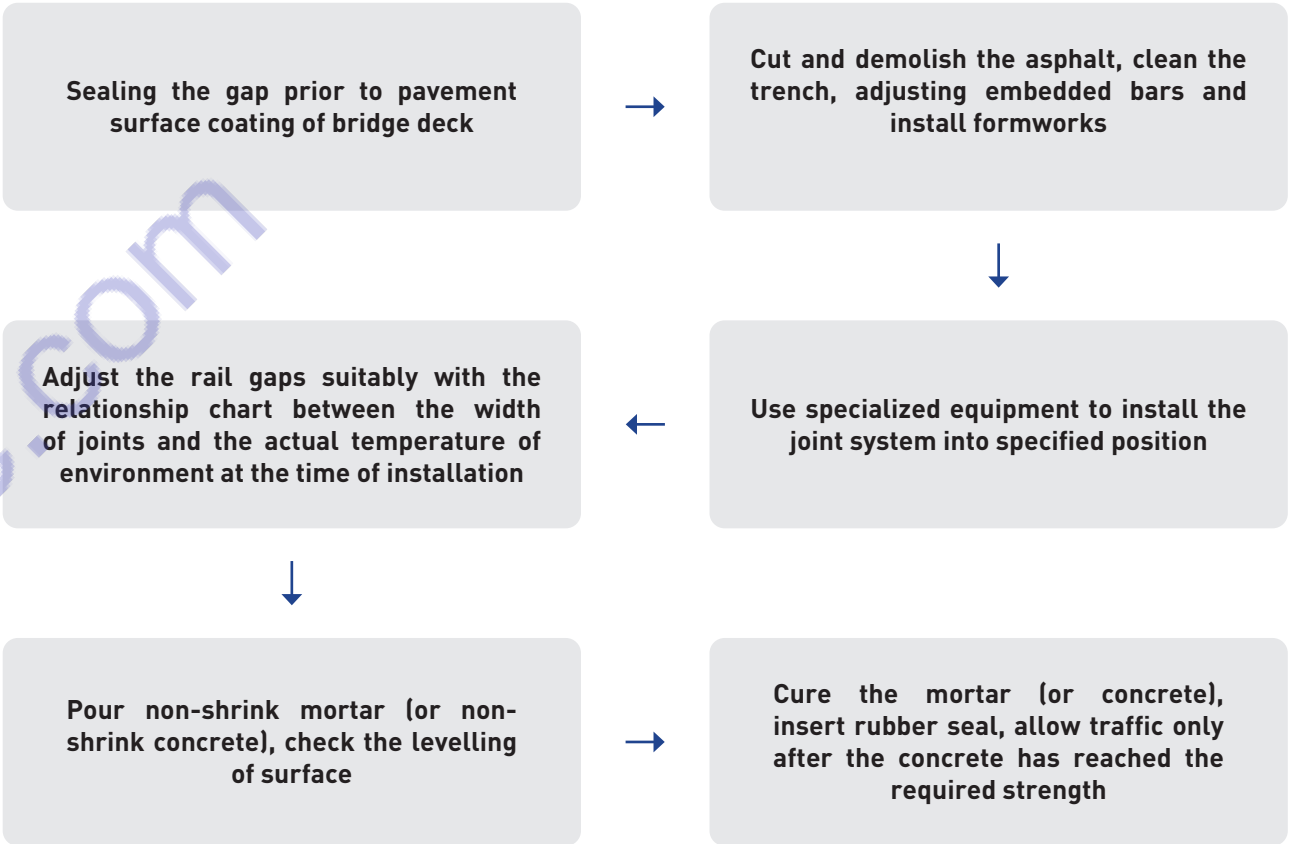 Sealing the gap prior to pavement
surface coating of bridge deck
Cut and demolish the asphalt, clean the
trench, adjusting embedded bars and
install formworks
Use specialized equipment to install the
joint system into specified position
Adjust the rail gaps suitably with the
relationship chart between the width
of joints and the actual temperature of
environment at the time of installation
Pour non-shrink mortar (or non-
shrink concrete), check the levelling
of surface
Cure the mortar (or concrete),
insert rubber seal, allow traffic only
after the concrete has reached the
required strength
.com